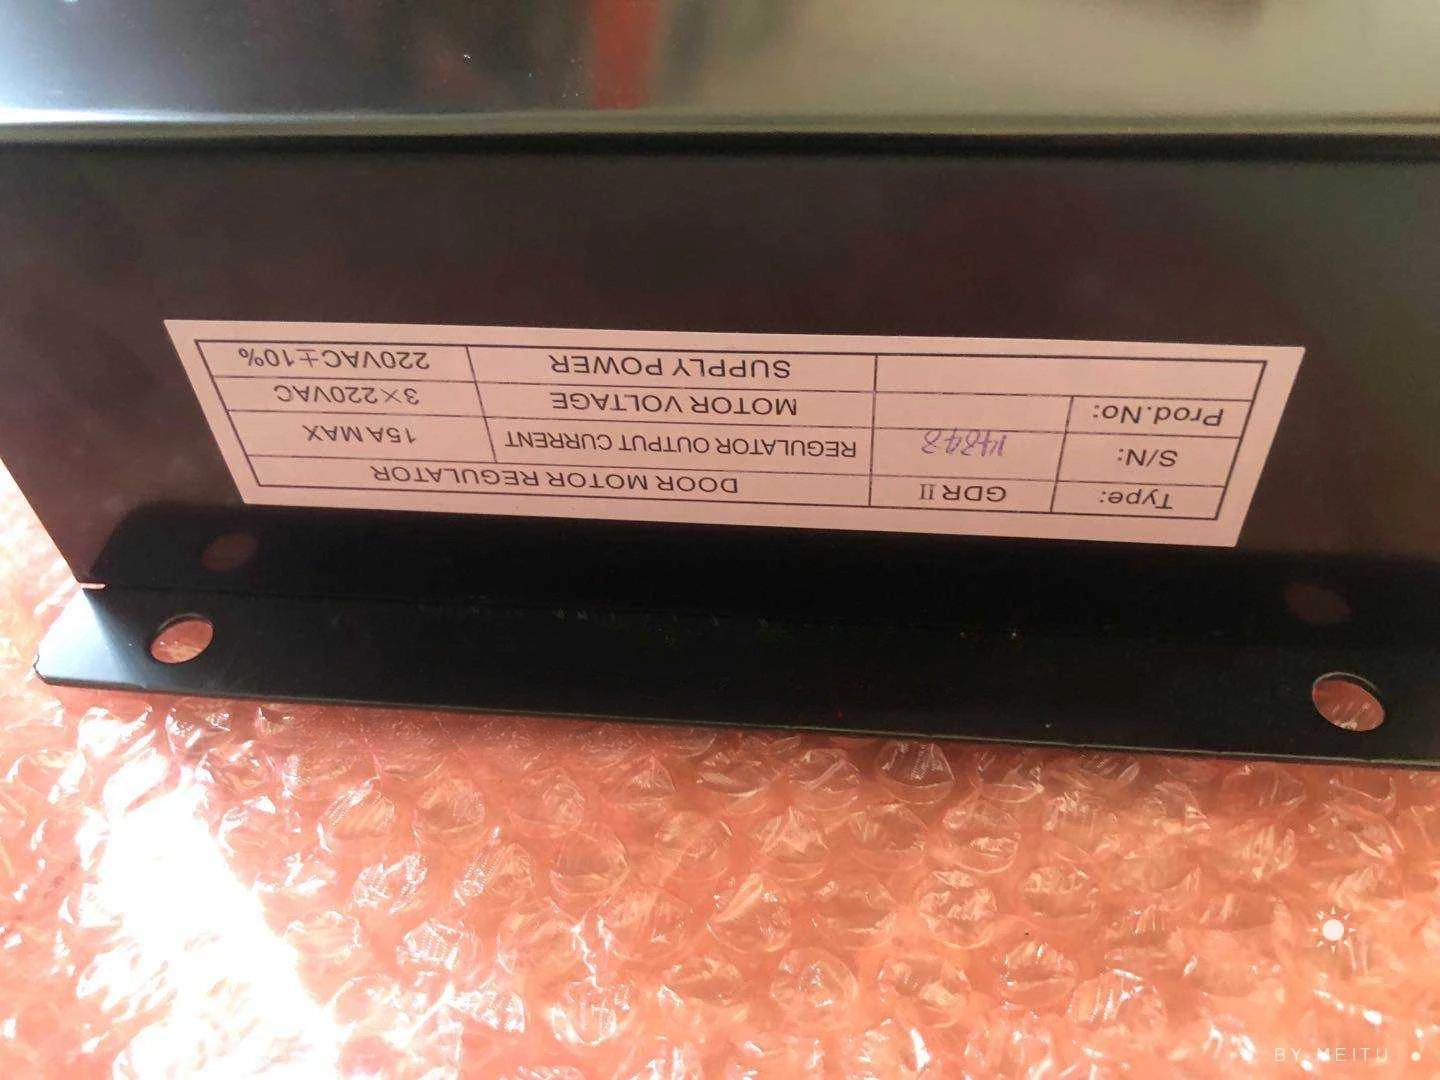 Type: GDR II DOOR MOTOR REGULATOR
S/N: REGULATOR OUTPUT CURRENT 15A MAX
Prod.No: MOTOR VOLTAGE 3×220VAC
SUPPLY POWER 220VAC±10%
BY MEITU